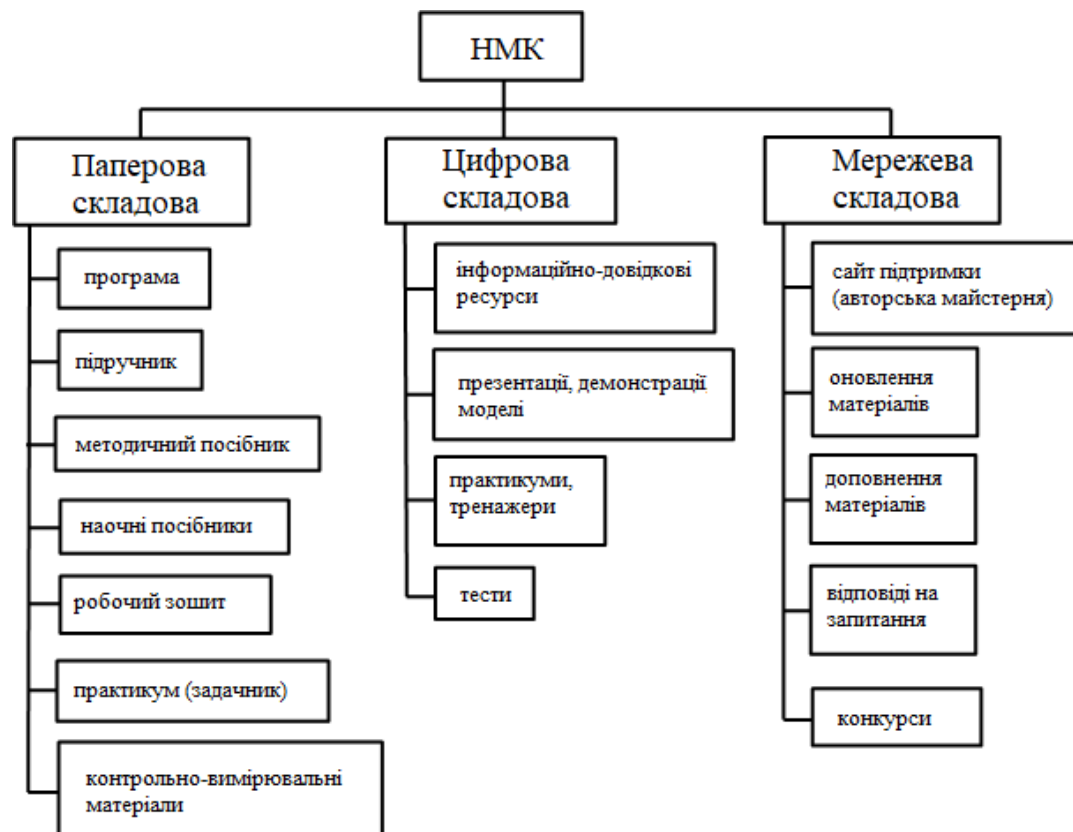 НМК
Паперова
складова
програма
підручник
методичний посібник
наочні посібники
робочий зошит
практикум (задачник)
контрольно-вимірювальні
матеріали
Цифрова
складова
інформаційно-довідкові
ресурси
презентації, демонстрації,
моделі
практикуми,
тренажери
тести
Мережева
складова
сайт підтримки
(авторська майстерня)
оновлення
матеріалів
доповнення
матеріалів
відповіді на
запитання
конкурси